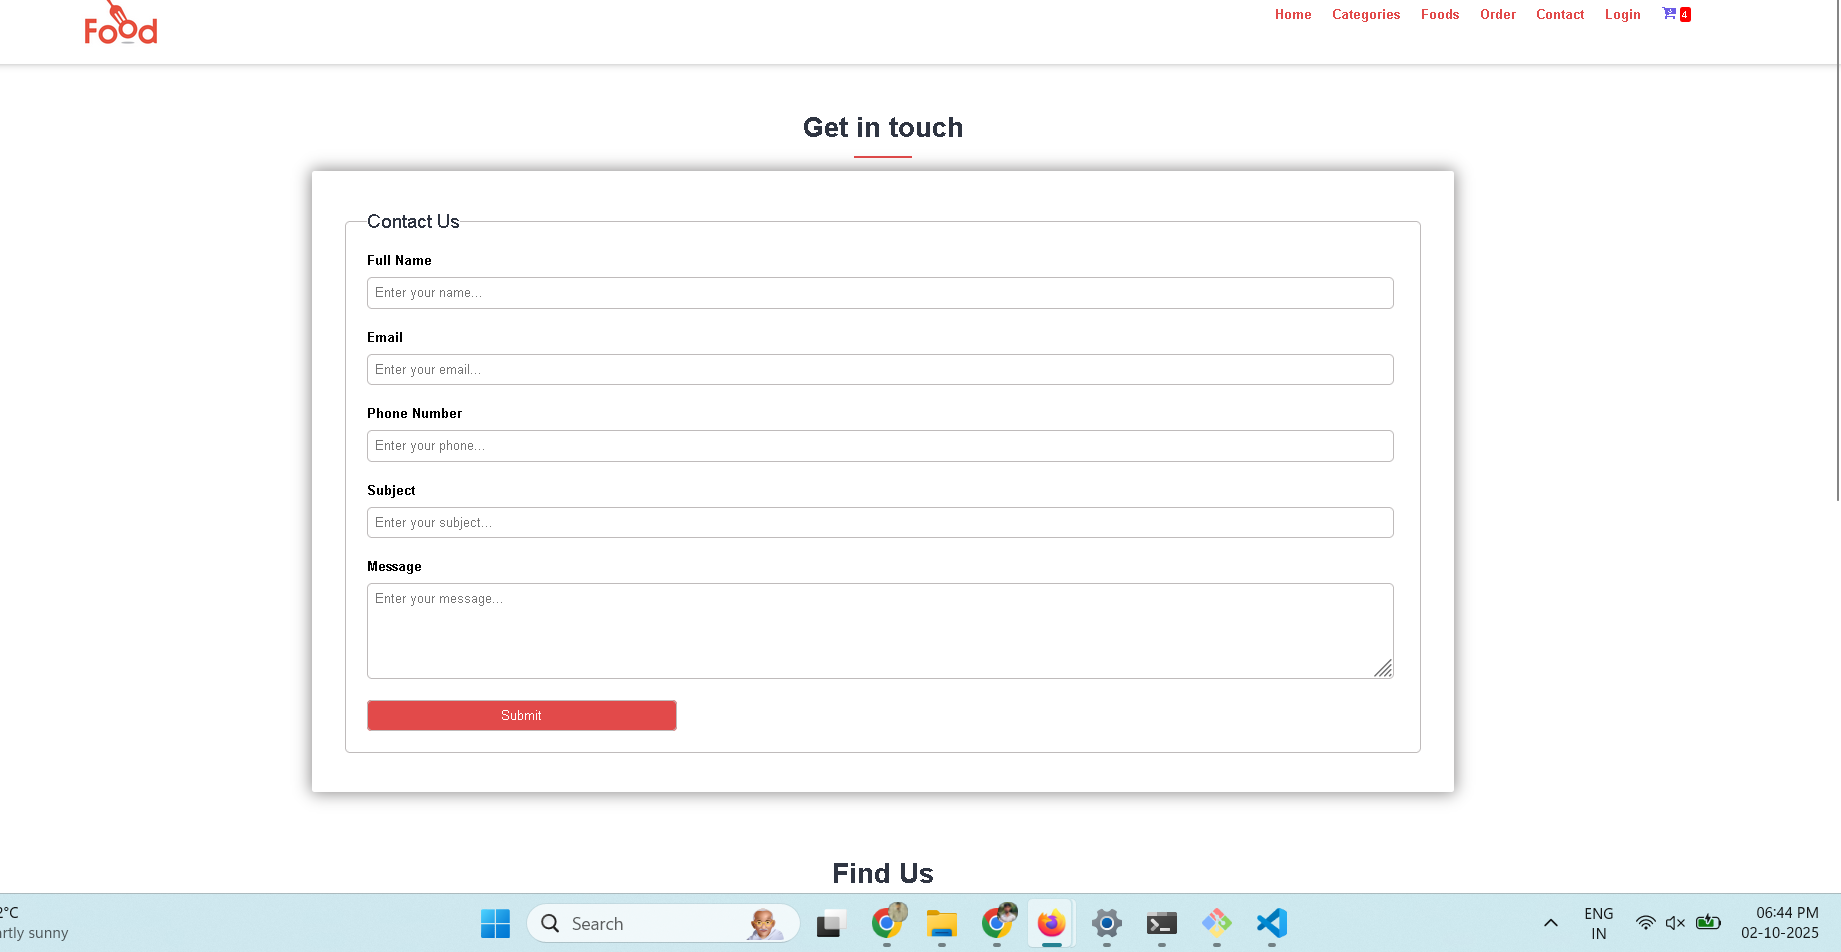 Food
Home Categories Foods Order Contact Login 4
Get in touch
Contact Us
Full Name
Enter your name...
Email
Enter your email...
Phone Number
Enter your phone...
Subject
Enter your subject...
Message
Enter your message...
Submit
Find Us
2°C
rtly sunny
Search
ENG
IN
06:44 PM
02-10-2025